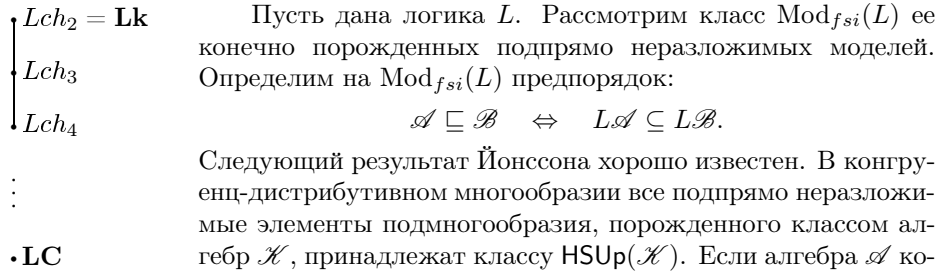 Lch₂ = Lk
Lch₃
Lch₄
⋮
LC
Пусть дана логика L. Рассмотрим класс Mod_{fsi}(L) ее
конечно порожденных подпрямо неразложимых моделей.
Определим на Mod_{fsi}(L) предпорядок:
𝒜 ⊑ ℬ ⇔ L𝒜 ⊆ Lℬ.
Следующий результат Йонссона хорошо известен. В конгру-
енц-дистрибутивном многообразии все подпрямо неразложи-
мые элементы подмногообразия, порожденного классом ал-
гебр 𝒦, принадлежат классу HSUp(𝒦). Если алгебра 𝒜 ко-